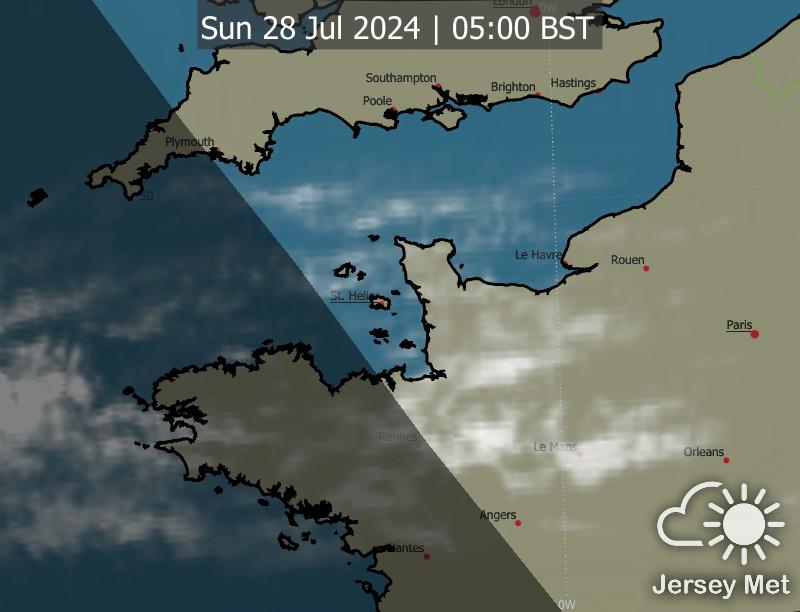 London
0W
Sun 28 Jul 2024 | 05:00 BST
Southampton
Brighton
Hastings
Poole
Plymouth
50
Le Havre
Rouen
St. Helier
Paris
Rennes
Le Mans
Orleans
Angers
Nantes
Jersey Met
0W